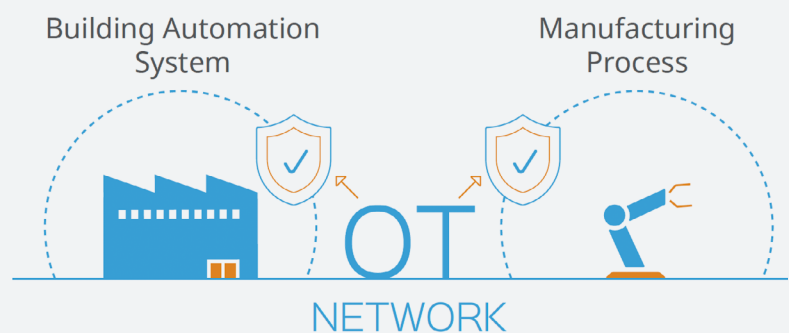 Building Automation
System
Manufacturing
Process
OT
NETWORK